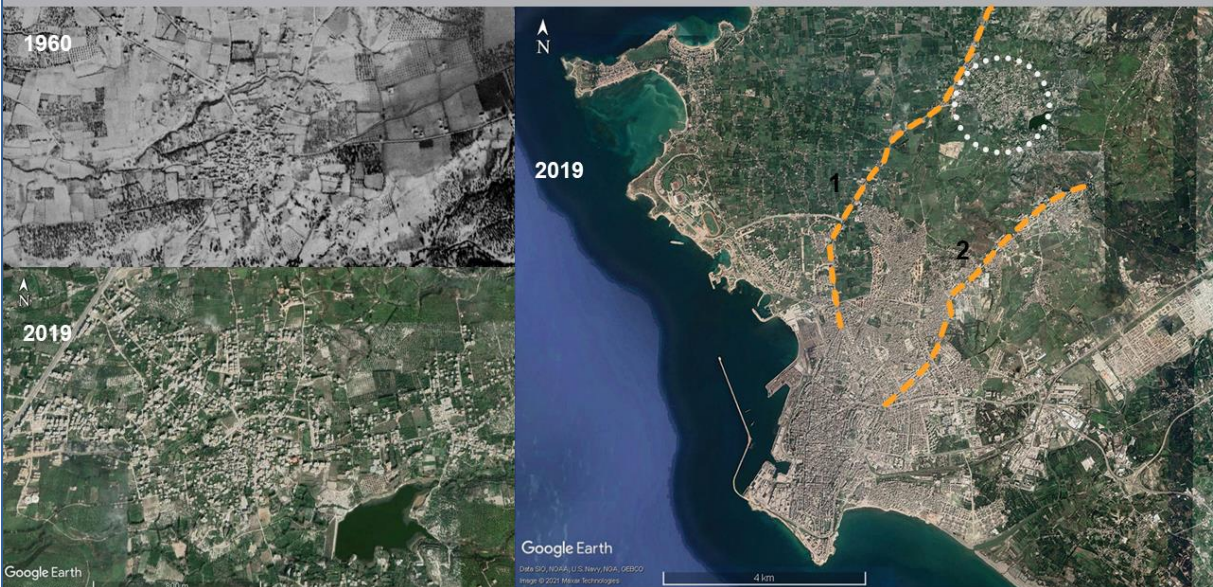 1960
N
2019
Google Earth
N
2019
1
2
Google Earth
Data SIO, NOAA, U.S. Navy, NGA, GEBCO
Image © 2021 Maxar Technologies
4 km